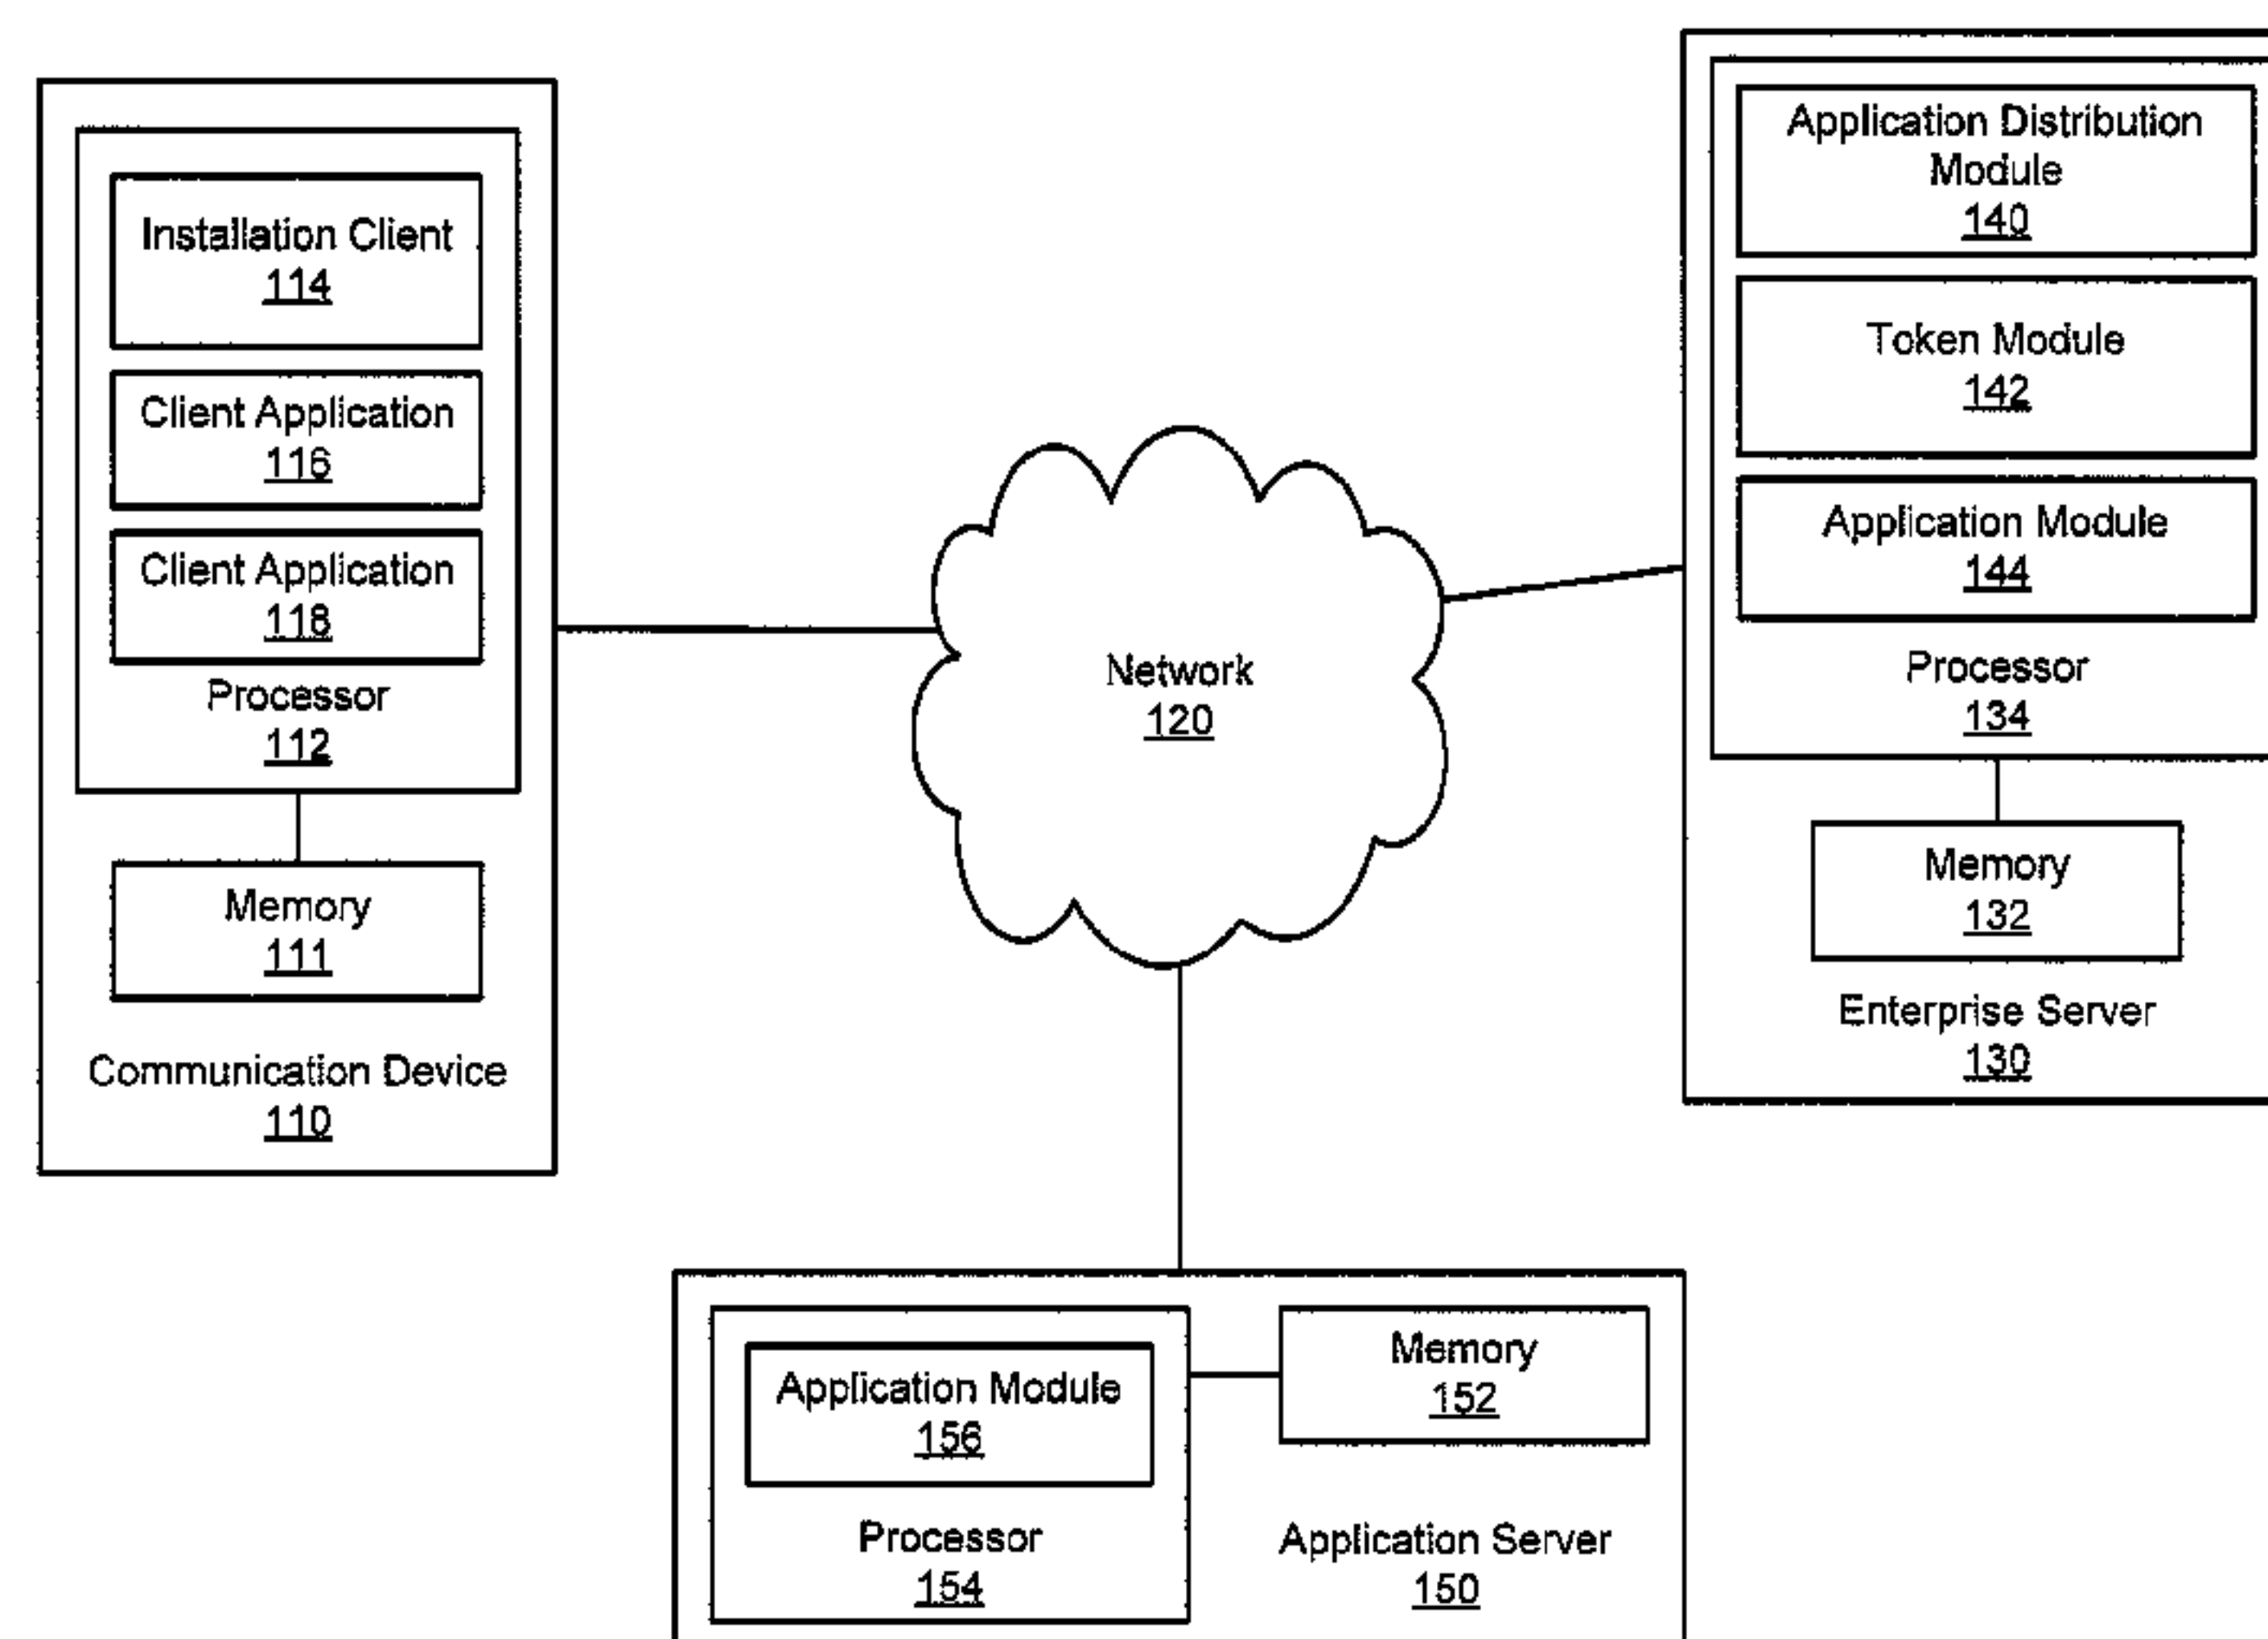 Installation Client
114
Client Application
116
Client Application
118
Processor
112
Memory
111
Communication Device
110
Network
120
Application Distribution
Module
140
Token Module
142
Application Module
144
Processor
134
Memory
132
Enterprise Server
130
Application Module
156
Processor
154
Memory
152
Application Server
150